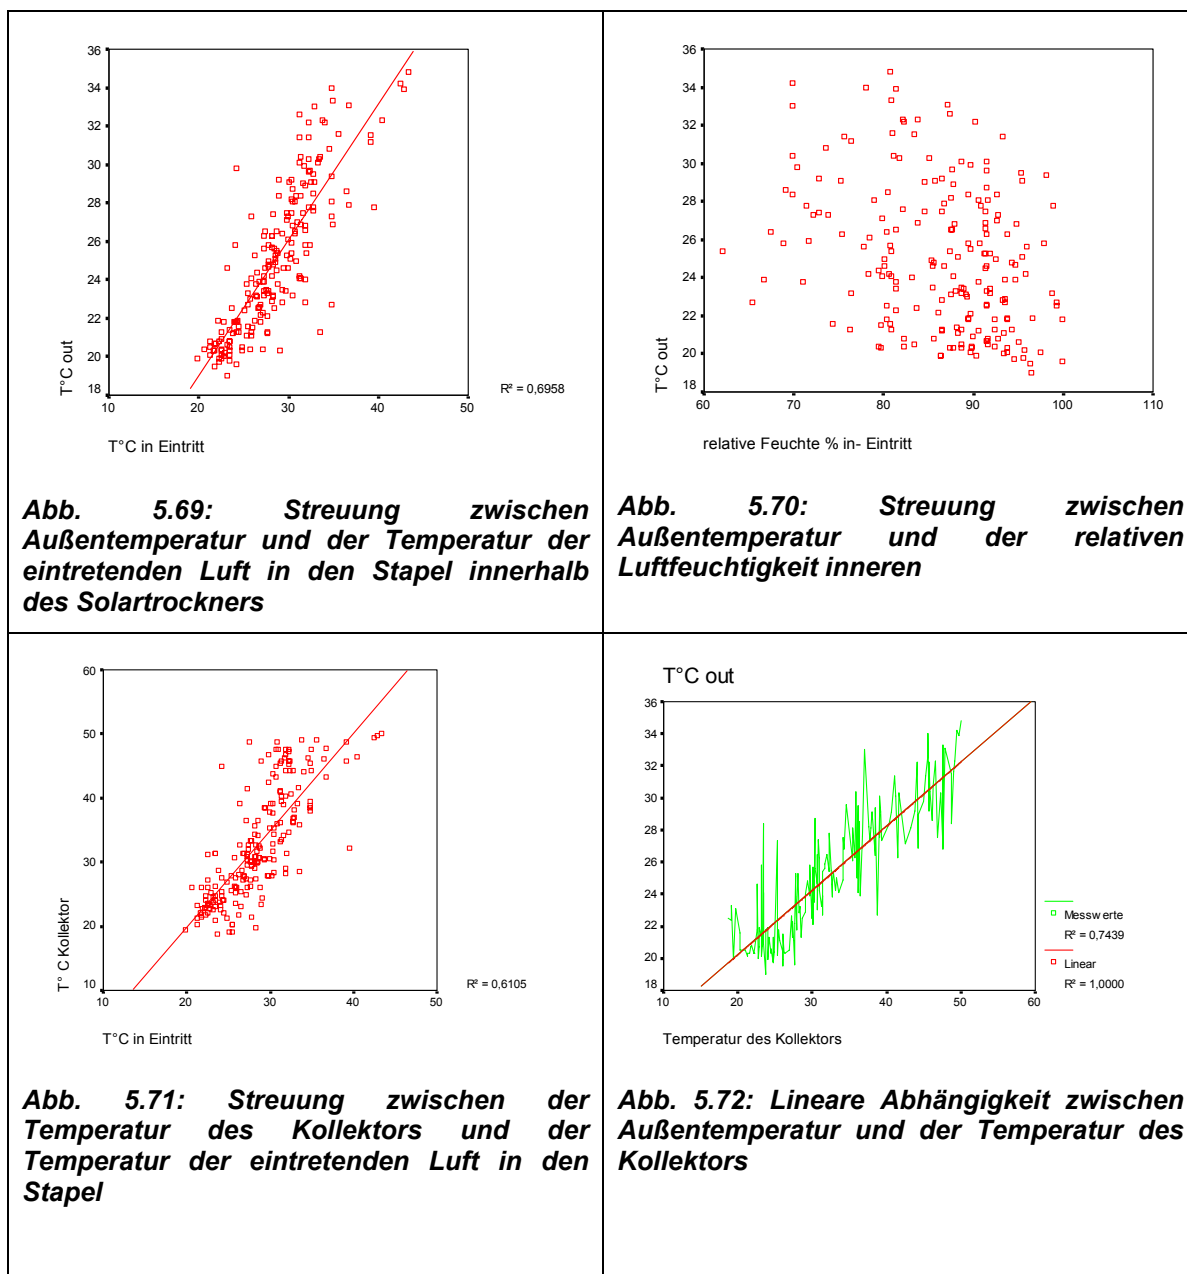 36
34
32
30
28
26
24
22
20
18
T°C out
10 20 30 40 50
R² = 0,6958
T°C in Eintritt
Abb. 5.69: Streuung zwischen
Außentemperatur und der Temperatur der
eintretenden Luft in den Stapel innerhalb
des Solartrockners
36
34
32
30
28
26
24
22
20
18
T°C out
60 70 80 90 100 110
relative Feuchte % in- Eintritt
Abb. 5.70: Streuung zwischen
Außentemperatur und der relativen
Luftfeuchtigkeit inneren
60
50
40
30
20
10
T° C Kollektor
10 20 30 40 50
R² = 0,6105
T°C in Eintritt
Abb. 5.71: Streuung zwischen der
Temperatur des Kollektors und der
Temperatur der eintretenden Luft in den
Stapel
T°C out
36
34
32
30
28
26
24
22
20
18
10 20 30 40 50 60
Messwerte
R² = 0,7439
Linear
R² = 1,0000
Temperatur des Kollektors
Abb. 5.72: Lineare Abhängigkeit zwischen
Außentemperatur und der Temperatur des
Kollektors